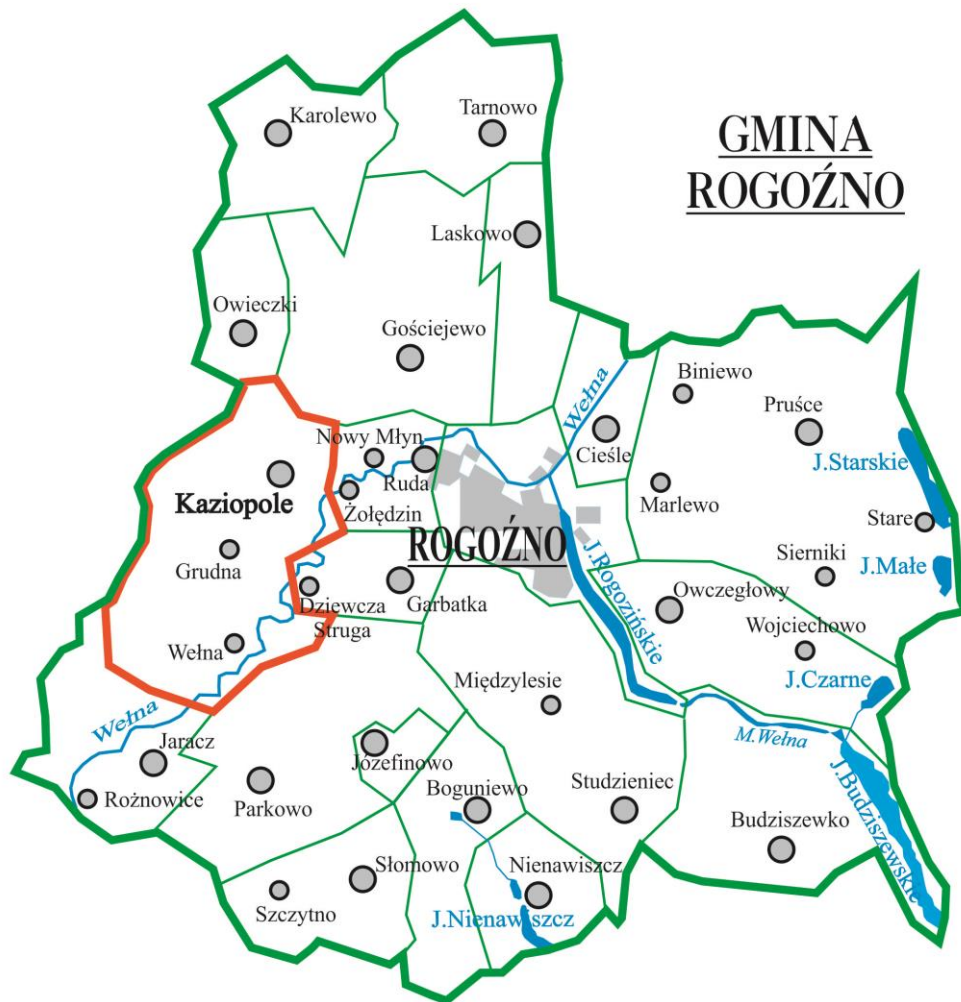 Karolewo
Tarnowo
GMINA
ROGOŹNO
Laskowo
Owieczki
Gościejewo
Wełna
Biniewo
Pruśce
Cieśle
J.Starskie
Nowy Młyn
Ruda
Kaziopole
Żołędzin
Marlewo
Stare
ROGOŹNO
Sierniki
J.Małe
Grudna
Dziewcza
Struga
Garbatka
J.Rogozińskie
Owczegłowy
Wojciechowo
Wełna
Międzylesie
J.Czarne
Wełna
M.Wełna
Jaracz
Józefinowo
Rożnowice
Parkowo
Boguniewo
Studzieniec
Budziszewko
J.Budziszewskie
Słomowo
Nienawiszcz
Szczytno
J.Nienawiszcz